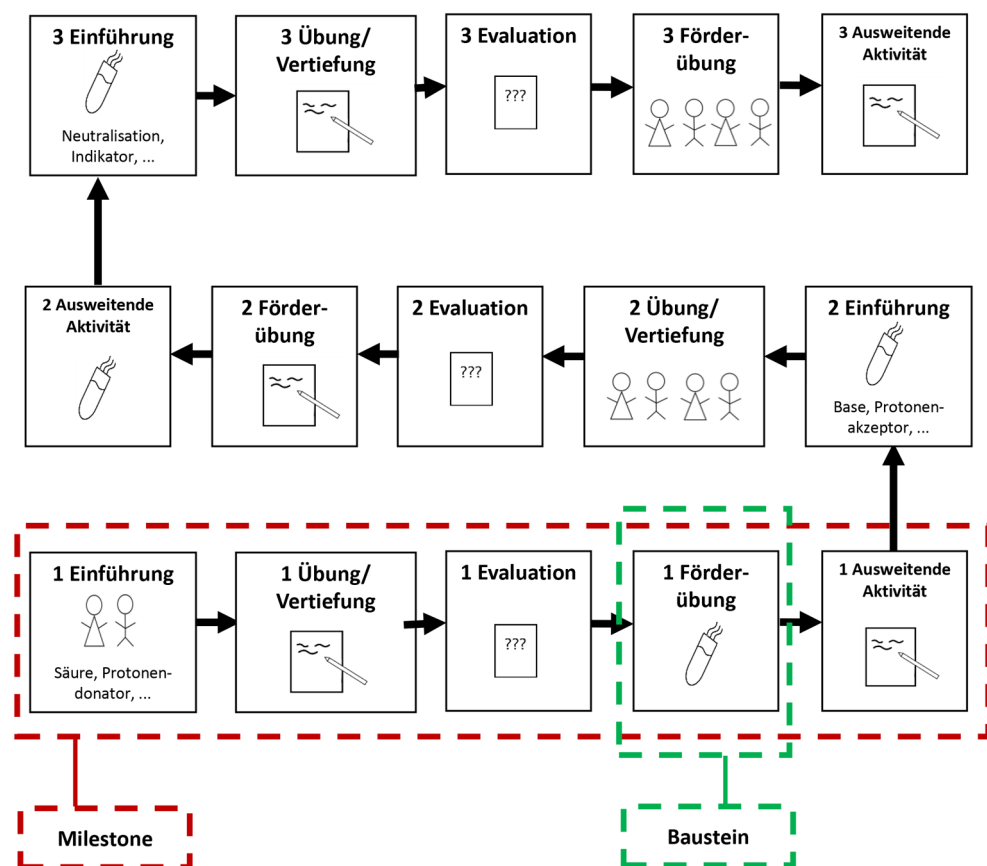 3 Einführung
Neutralisation,
Indikator, ...
3 Übung/
Vertiefung
3 Evaluation
???
3 Förder-
übung
3 Ausweitende
Aktivität
2 Ausweitende
Aktivität
2 Förder-
übung
2 Evaluation
???
2 Übung/
Vertiefung
2 Einführung
Base, Protonen-
akzeptor, ...
1 Einführung
Säure, Protonen-
donator, ...
1 Übung/
Vertiefung
1 Evaluation
???
1 Förder-
übung
1 Ausweitende
Aktivität
Milestone
Baustein